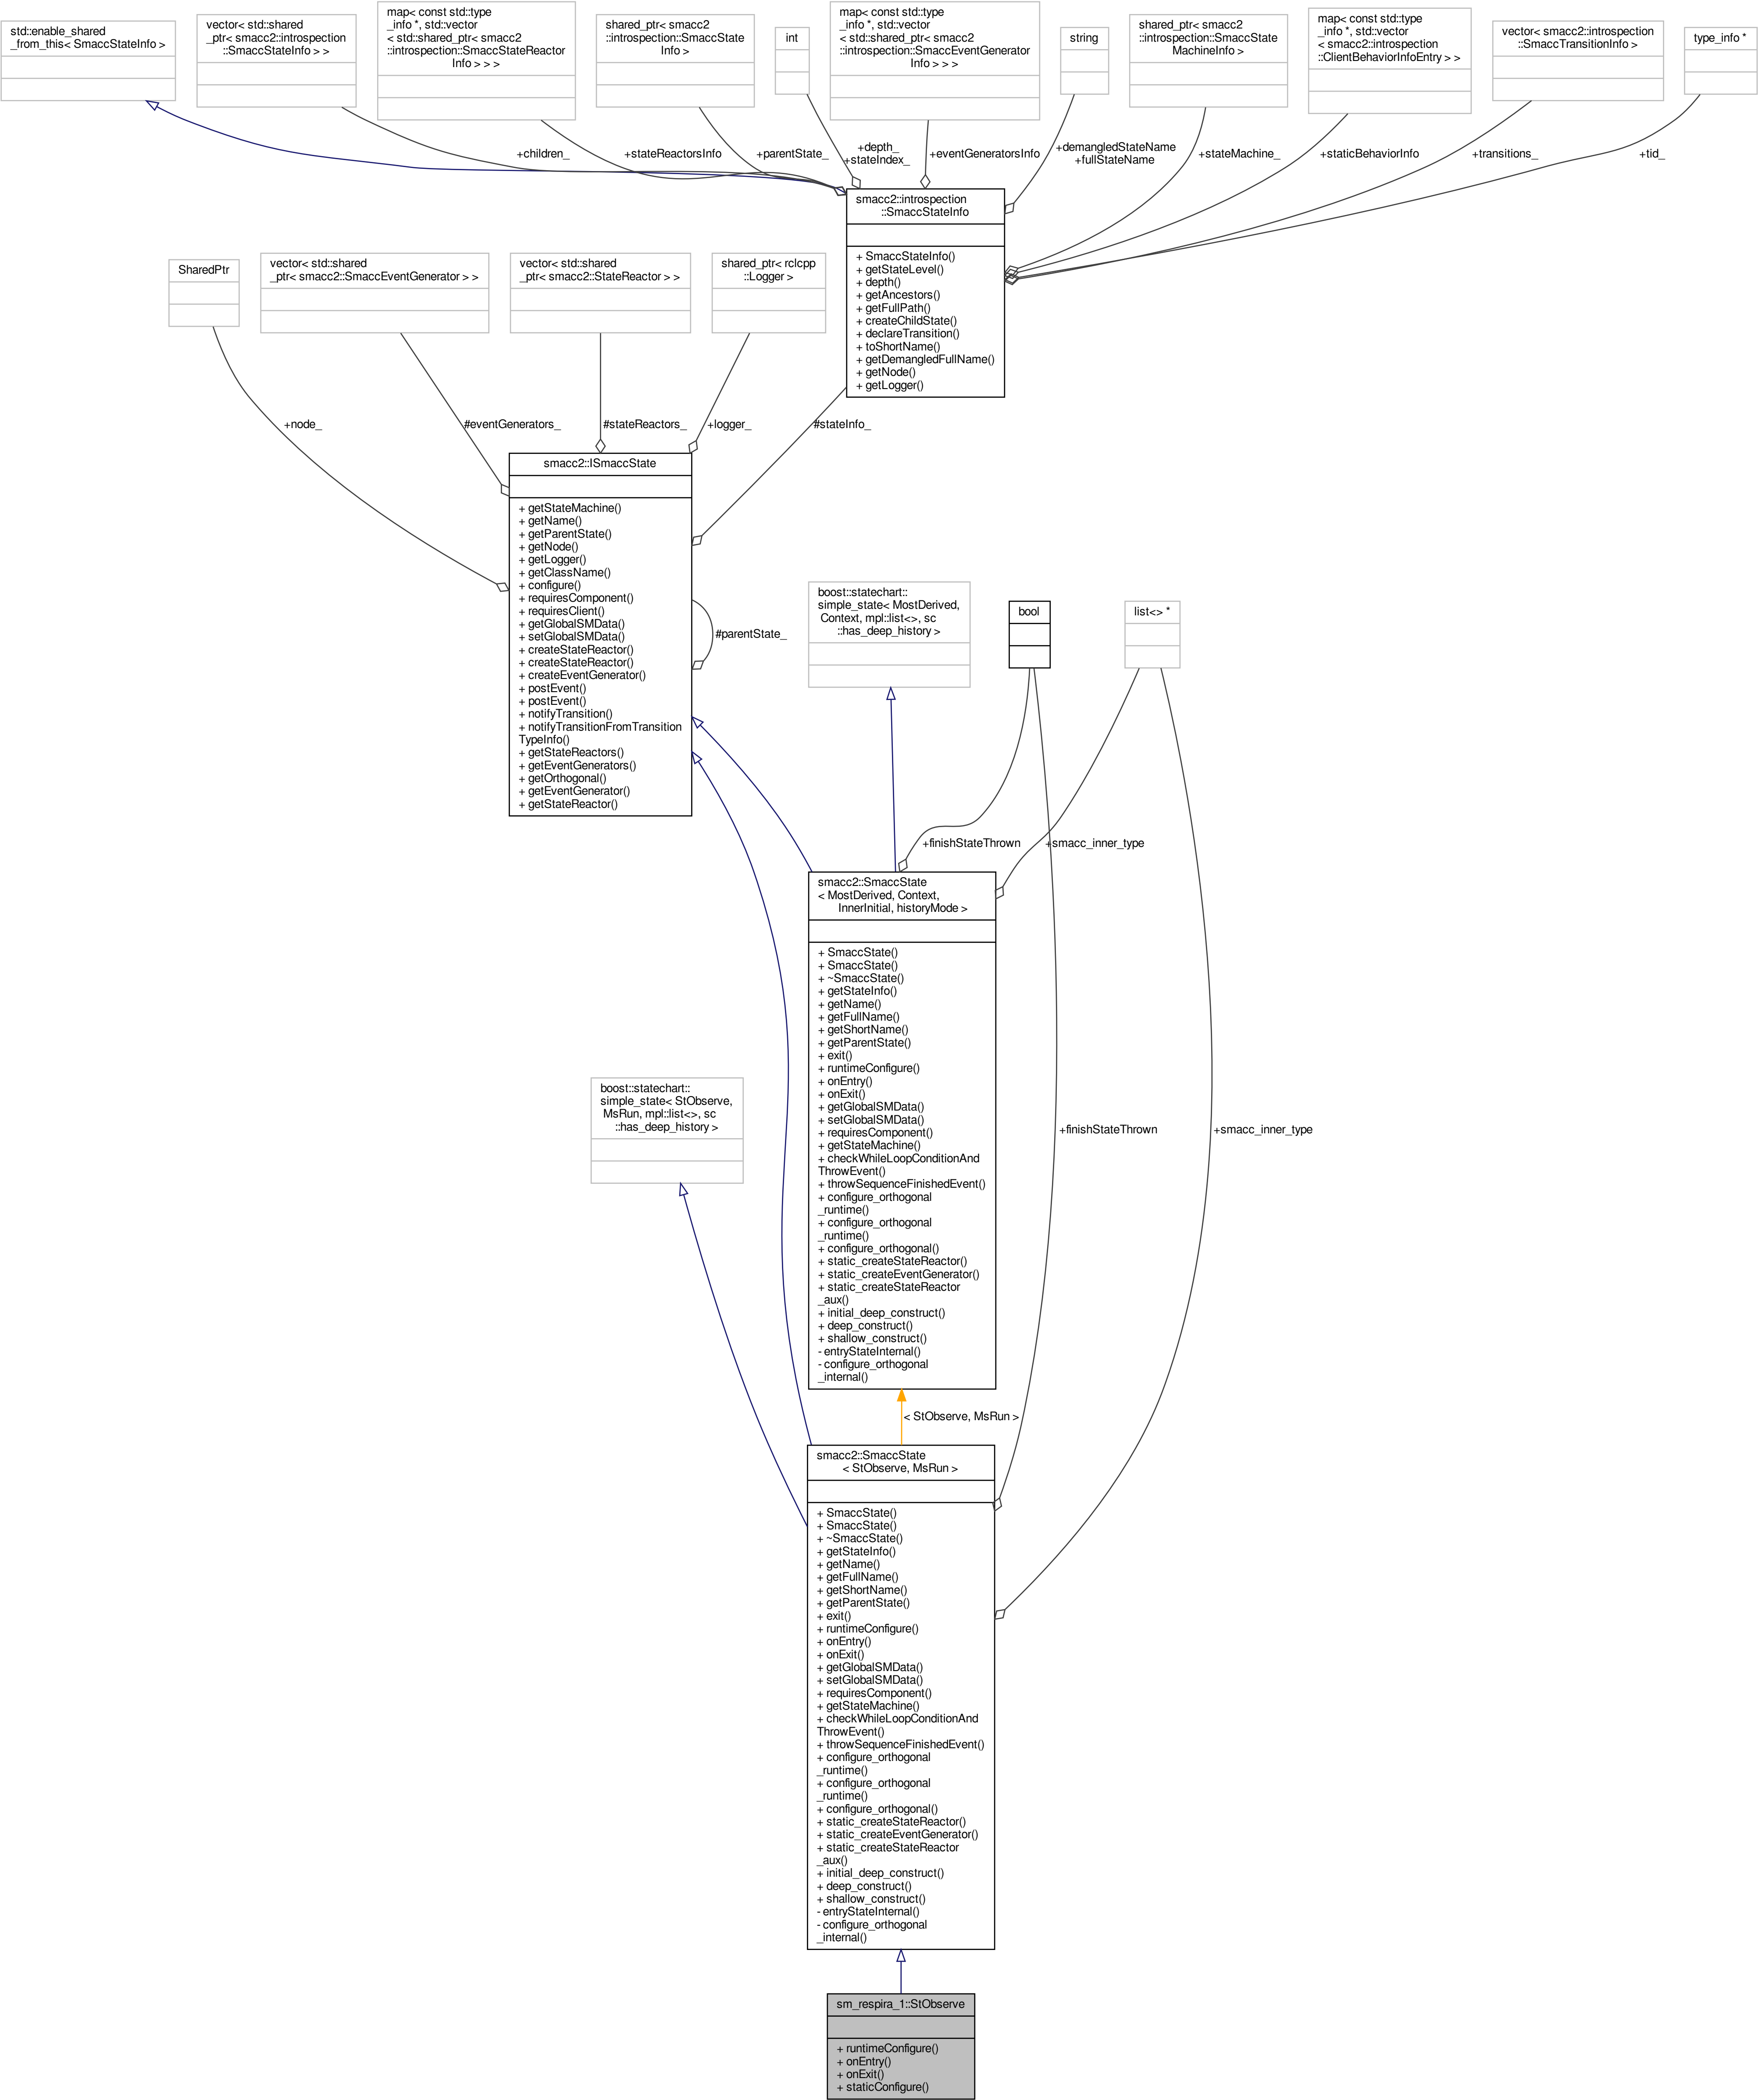 std::enable_shared
_from_this< SmaccStateInfo >
vector< std::shared
_ptr< smacc2::introspection
::SmaccStateInfo > >
map< const std::type
_info *, std::vector
< std::shared_ptr< smacc2
::introspection::SmaccStateReactor
Info > > >
shared_ptr< smacc2
::introspection::SmaccState
Info >
int
map< const std::type
_info *, std::vector
< std::shared_ptr< smacc2
::introspection::SmaccEventGenerator
Info > > >
string
shared_ptr< smacc2
::introspection::SmaccState
MachineInfo >
map< const std::type
_info *, std::vector
< smacc2::introspection
::ClientBehaviorInfoEntry > >
vector< smacc2::introspection
::SmaccTransitionInfo >
type_info *
+children_
+stateReactorsInfo
+parentState_
+depth_
+stateIndex_
+eventGeneratorsInfo
+demangledStateName
+fullStateName
+stateMachine_
+staticBehaviorInfo
+transitions_
+tid_
smacc2::introspection
::SmaccStateInfo
+ SmaccStateInfo()
+ getStateLevel()
+ depth()
+ getAncestors()
+ getFullPath()
+ createChildState()
+ declareTransition()
+ toShortName()
+ getDemangledFullName()
+ getNode()
+ getLogger()
SharedPtr
vector< std::shared
_ptr< smacc2::SmaccEventGenerator > >
vector< std::shared
_ptr< smacc2::StateReactor > >
shared_ptr< rclcpp
::Logger >
+node_
#eventGenerators_
#stateReactors_
+logger_
#stateInfo_
smacc2::ISmaccState
+ getStateMachine()
+ getName()
+ getParentState()
+ getNode()
+ getLogger()
+ getClassName()
+ configure()
+ requiresComponent()
+ requiresClient()
+ getGlobalSMData()
+ setGlobalSMData()
+ createStateReactor()
+ createStateReactor()
+ createEventGenerator()
+ postEvent()
+ postEvent()
+ notifyTransition()
+ notifyTransitionFromTransition
TypeInfo()
+ getStateReactors()
+ getEventGenerators()
+ getOrthogonal()
+ getEventGenerator()
+ getStateReactor()
#parentState_
boost::statechart::
simple_state< MostDerived,
Context, mpl::list<>, sc
::has_deep_history >
bool
list<> *
+finishStateThrown
+smacc_inner_type
smacc2::SmaccState
< MostDerived, Context,
InnerInitial, historyMode >
+ SmaccState()
+ SmaccState()
+ ~SmaccState()
+ getStateInfo()
+ getName()
+ getFullName()
+ getShortName()
+ getParentState()
+ exit()
+ runtimeConfigure()
+ onEntry()
+ onExit()
+ getGlobalSMData()
+ setGlobalSMData()
+ requiresComponent()
+ getStateMachine()
+ checkWhileLoopConditionAnd
ThrowEvent()
+ throwSequenceFinishedEvent()
+ configure_orthogonal
_runtime()
+ configure_orthogonal
_runtime()
+ configure_orthogonal()
+ static_createStateReactor()
+ static_createEventGenerator()
+ static_createStateReactor
_aux()
+ initial_deep_construct()
+ deep_construct()
+ shallow_construct()
- entryStateInternal()
- configure_orthogonal
_internal()
boost::statechart::
simple_state< StObserve,
MsRun, mpl::list<>, sc
::has_deep_history >
+finishStateThrown
+smacc_inner_type
< StObserve, MsRun >
smacc2::SmaccState
< StObserve, MsRun >
+ SmaccState()
+ SmaccState()
+ ~SmaccState()
+ getStateInfo()
+ getName()
+ getFullName()
+ getShortName()
+ getParentState()
+ exit()
+ runtimeConfigure()
+ onEntry()
+ onExit()
+ getGlobalSMData()
+ setGlobalSMData()
+ requiresComponent()
+ getStateMachine()
+ checkWhileLoopConditionAnd
ThrowEvent()
+ throwSequenceFinishedEvent()
+ configure_orthogonal
_runtime()
+ configure_orthogonal
_runtime()
+ configure_orthogonal()
+ static_createStateReactor()
+ static_createEventGenerator()
+ static_createStateReactor
_aux()
+ initial_deep_construct()
+ deep_construct()
+ shallow_construct()
- entryStateInternal()
- configure_orthogonal
_internal()
sm_respira_1::StObserve
+ runtimeConfigure()
+ onEntry()
+ onExit()
+ staticConfigure()